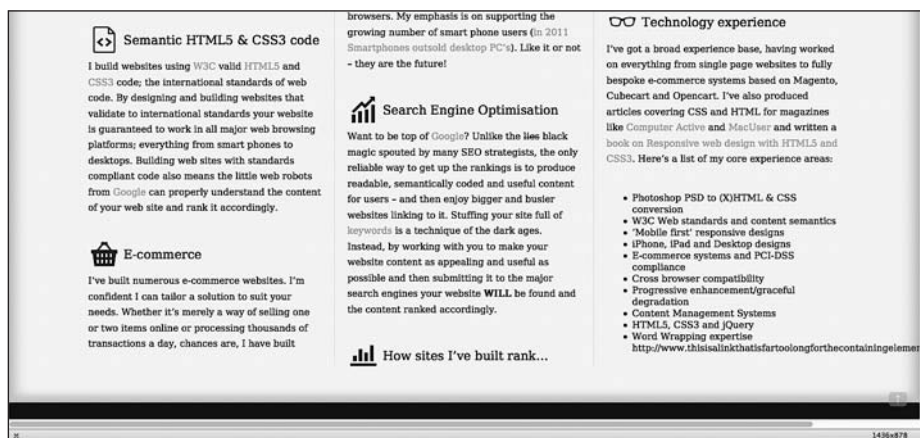 Semantic HTML5 & CSS3 code
I build websites using W3C valid HTML5 and
CSS3 code; the international standards of web
code. By designing and building websites that
validate to international standards your website
is guaranteed to work in all major web browsing
platforms; everything from smart phones to
desktops. Building web sites with standards
compliant code also means the little web robots
from Google can properly understand the content
of your web site and rank it accordingly.
E-commerce
I've built numerous e-commerce websites. I'm
confident I can tailor a solution to suit your
needs. Whether it's merely a way of selling one
or two items online or processing thousands of
transactions a day, chances are, I have built
browsers. My emphasis is on supporting the
growing number of smart phone users (in 2011
Smartphones outsold desktop PC's). Like it or not
– they are the future!
Search Engine Optimisation
Want to be top of Google? Unlike the lies black
magic spouted by many SEO strategists, the only
reliable way to get up the rankings is to produce
readable, semantically coded and useful content
for users – and then enjoy bigger and busier
websites linking to it. Stuffing your site full of
keywords is a technique of the dark ages.
Instead, by working with you to make your
website content as appealing and useful as
possible and then submitting it to the major
search engines your website WILL be found and
the content ranked accordingly.
How sites I've built rank...
Technology experience
I've got a broad experience base, having worked
on everything from single page websites to fully
bespoke e-commerce systems based on Magento,
Cubecart and Opencart. I've also produced
articles covering CSS and HTML for magazines
like Computer Active and MacUser and written a
book on Responsive web design with HTML5 and
CSS3. Here's a list of my core experience areas:
• Photoshop PSD to (X)HTML & CSS
conversion
• W3C Web standards and content semantics
• 'Mobile first' responsive designs
• iPhone, iPad and Desktop designs
• E-commerce systems and PCI-DSS
compliance
• Cross browser compatibility
• Progressive enhancement/graceful
degradation
• Content Management Systems
• HTML5, CSS3 and jQuery
• Word Wrapping expertise
http://www.thisisalinkthatisfartoolongforthecontainingelemen
1436x878